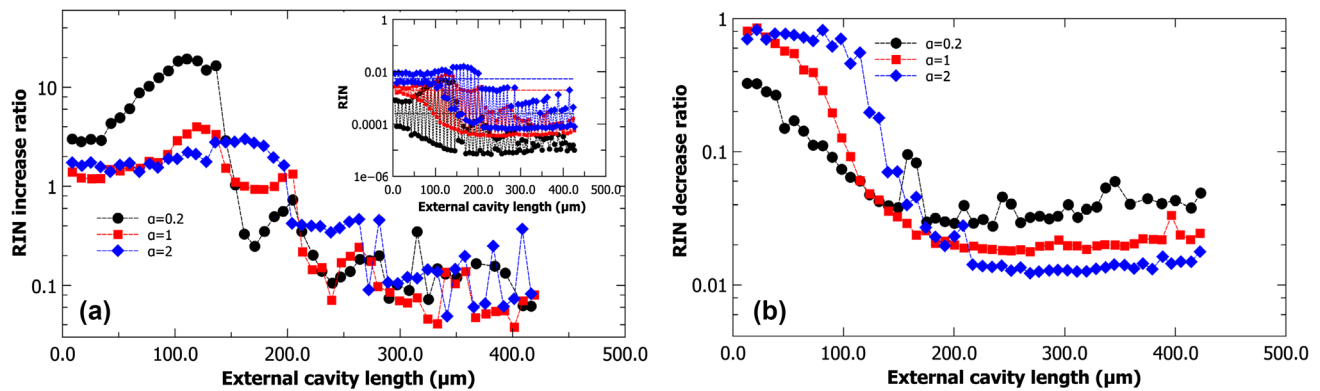 (a)
RIN increase ratio
10
1
0.1
0.0 100.0 200.0 300.0 400.0 500.0
External cavity length (μm)
α=0.2
α=1
α=2
RIN
1
0.01
0.0001
1e-06
0.0 100.0 200.0 300.0 400.0 500.0
External cavity length (μm)
(b)
RIN decrease ratio
1
0.1
0.01
0.0 100.0 200.0 300.0 400.0 500.0
External cavity length (μm)
α=0.2
α=1
α=2